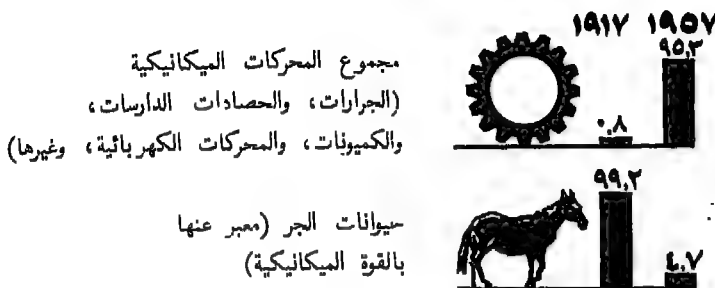 ١٩١٧ ١٩٥٧
مجموع المحركات الميكانيكية
(الجرارات، والحصادات الدارسات،
والكميونات، والمحركات الكهربائية، وغيرها)
٠,٨ ٩٥,٣
حيوانات الجر (معبر عنها
بالقوة الميكانيكية)
٩٩,٢ ٤,٧